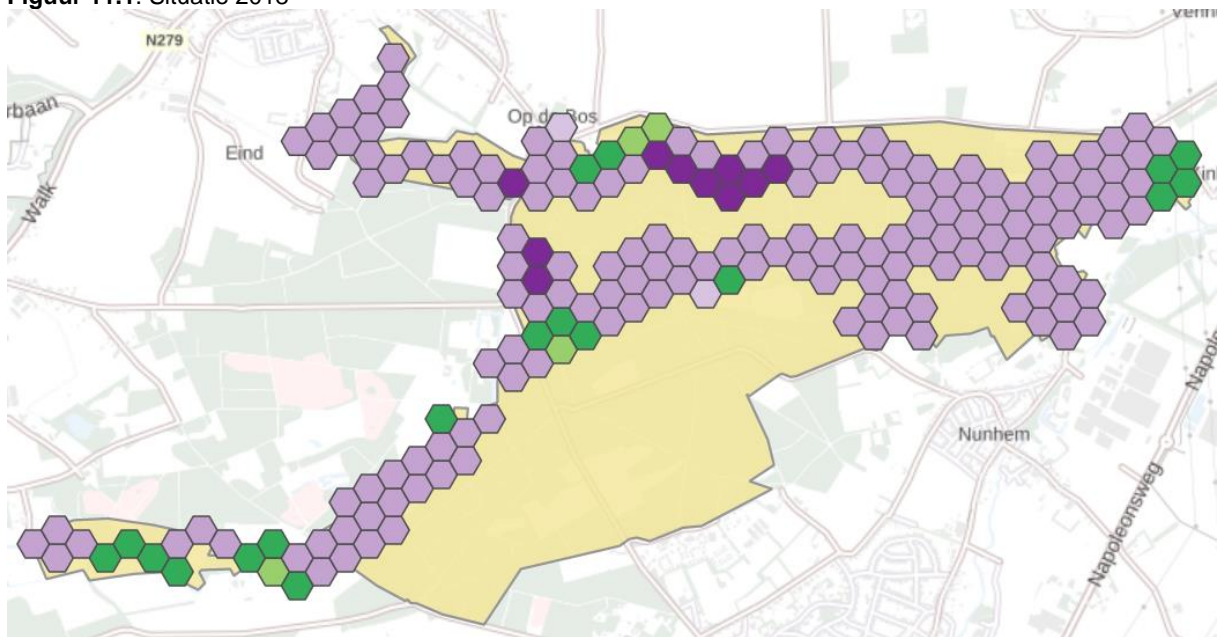 Figuur 11.1: Situatie 2018
N279
Op de Bos
Eind
Walk
Nunhem
Napoleonsweg